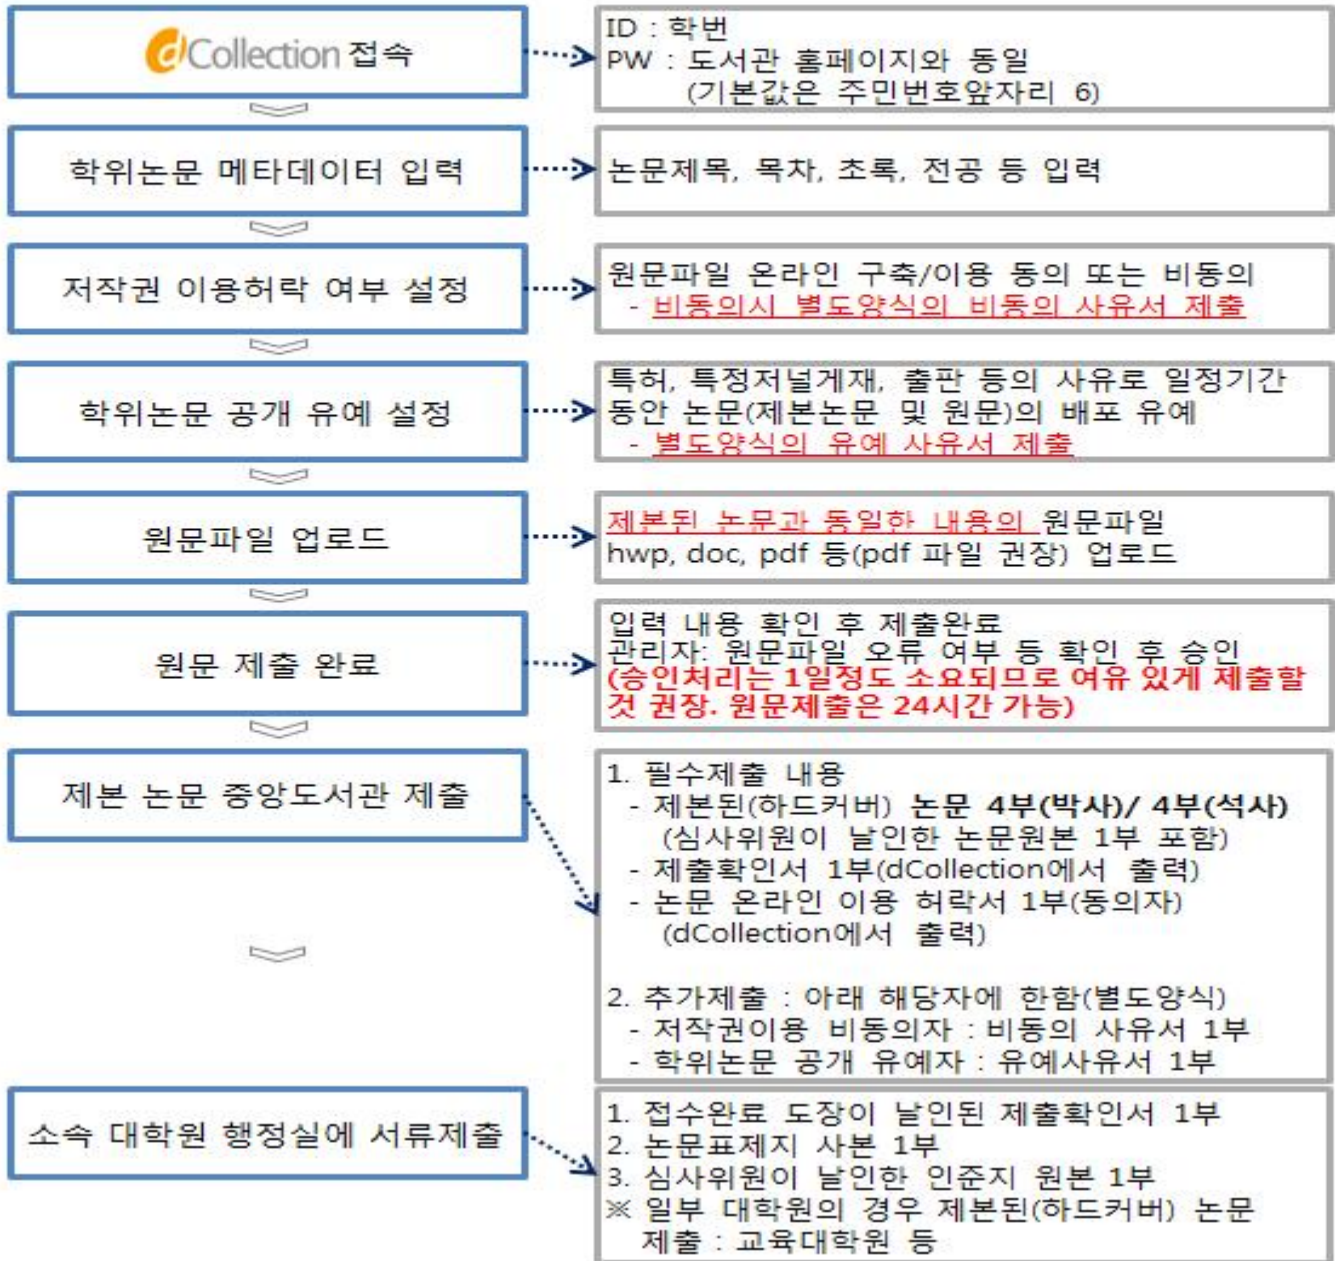 dCollection 접속
ID : 학번
PW : 도서관 홈페이지와 동일
(기본값은 주민번호앞자리 6)
학위논문 메타데이터 입력
논문제목, 목차, 초록, 전공 등 입력
저작권 이용허락 여부 설정
원문파일 온라인 구축/이용 동의 또는 비동의
- 비동의시 별도양식의 비동의 사유서 제출
학위논문 공개 유예 설정
특허, 특정저널게재, 출판 등의 사유로 일정기간
동안 논문(제본논문 및 원문)의 배포 유예
- 별도양식의 유예 사유서 제출
원문파일 업로드
제본된 논문과 동일한 내용의 원문파일
hwp, doc, pdf 등(pdf 파일 권장) 업로드
원문 제출 완료
입력 내용 확인 후 제출완료
관리자: 원문파일 오류 여부 등 확인 후 승인
(승인처리는 1일정도 소요되므로 여유 있게 제출할
것 권장. 원문제출은 24시간 가능)
제본 논문 중앙도서관 제출
1. 필수제출 내용
- 제본된(하드커버) 논문 4부(박사)/ 4부(석사)
(심사위원이 날인한 논문원본 1부 포함)
- 제출확인서 1부(dCollection에서 출력)
- 논문 온라인 이용 허락서 1부(동의자)
(dCollection에서 출력)
2. 추가제출 : 아래 해당자에 한함(별도양식)
- 저작권이용 비동의자 : 비동의 사유서 1부
- 학위논문 공개 유예자 : 유예사유서 1부
소속 대학원 행정실에 서류제출
1. 접수완료 도장이 날인된 제출확인서 1부
2. 논문표제지 사본 1부
3. 심사위원이 날인한 인준지 원본 1부
※ 일부 대학원의 경우 제본된(하드커버) 논문
제출 : 교육대학원 등